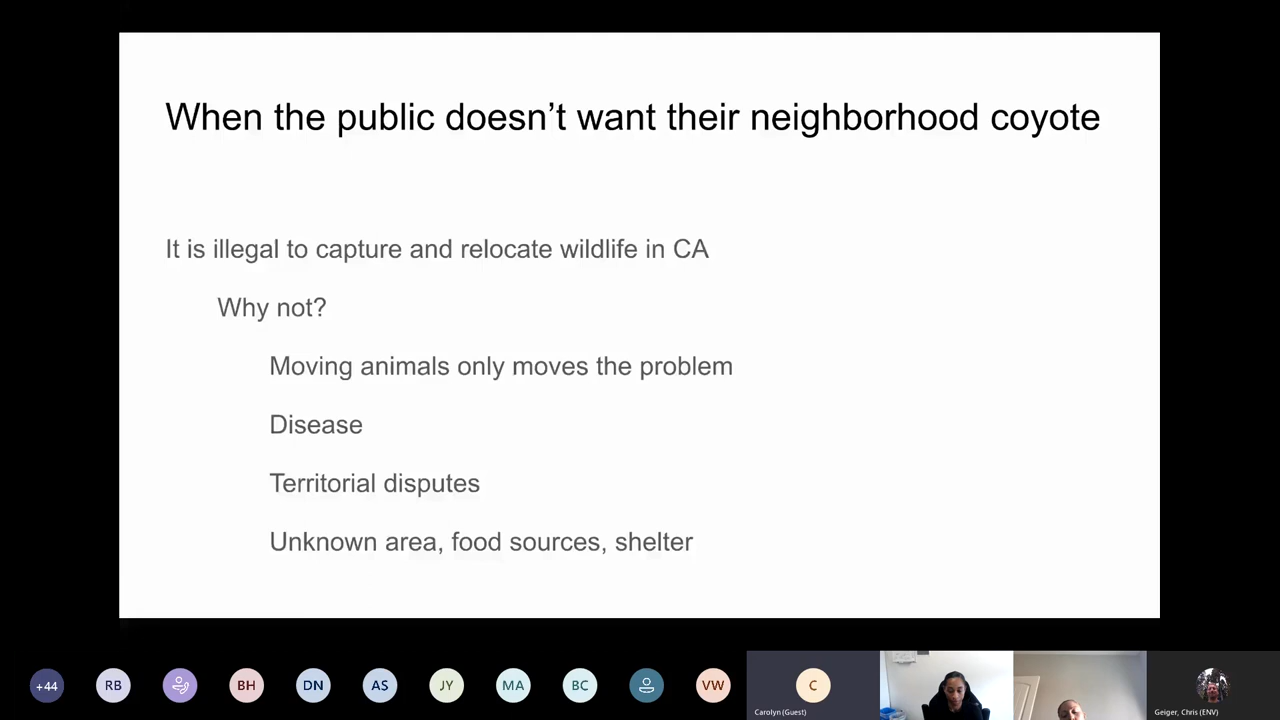 When the public doesn't want their neighborhood coyote
It is illegal to capture and relocate wildlife in CA
Why not?
Moving animals only moves the problem
Disease
Territorial disputes
Unknown area, food sources, shelter
+44
RB
BH
DN
AS
JY
MA
BC
VW
C
Carolyn (Guest)
Geiger, Chris (ENV)